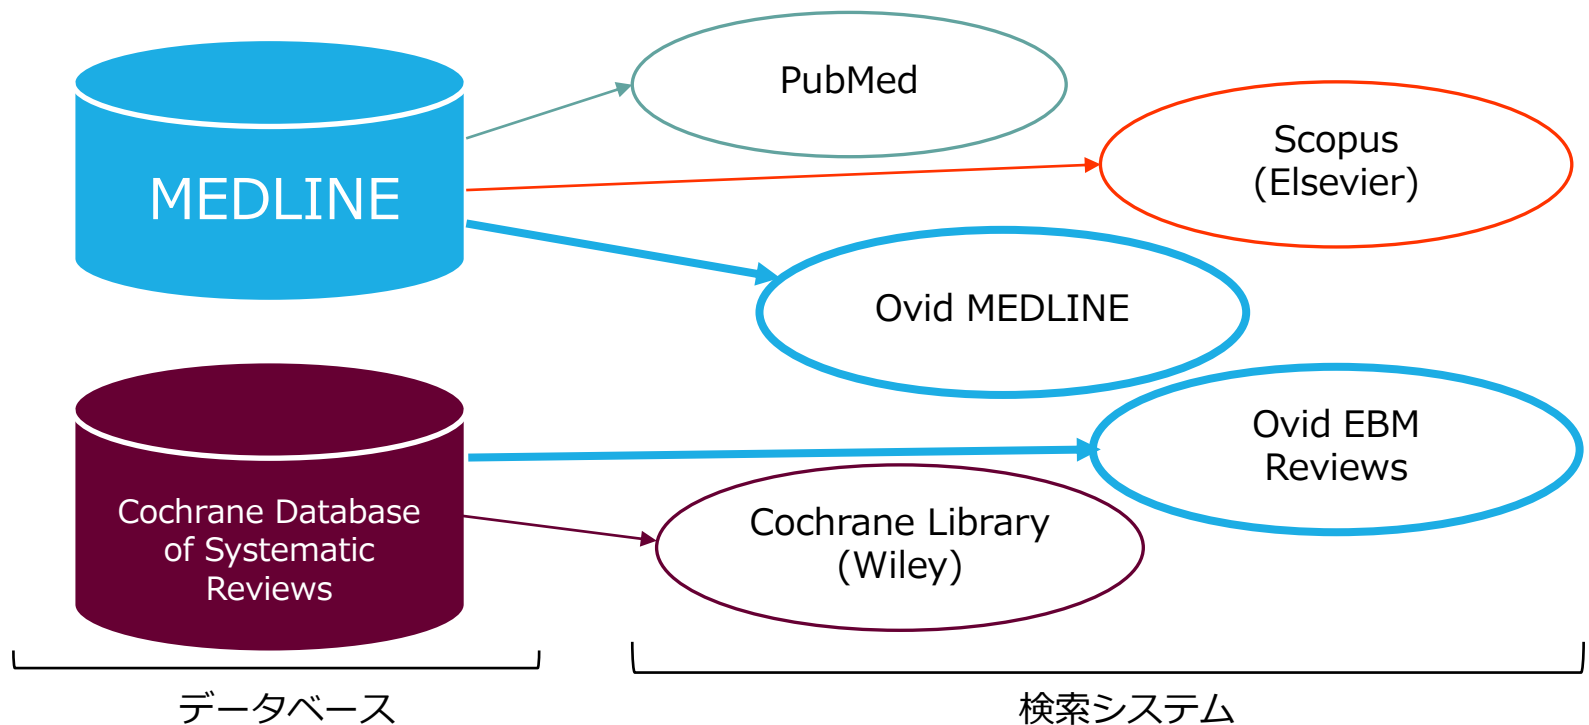 PubMed
Scopus
(Elsevier)
MEDLINE
Ovid MEDLINE
Ovid EBM
Reviews
Cochrane Database
of Systematic
Reviews
Cochrane Library
(Wiley)
データベース
検索システム